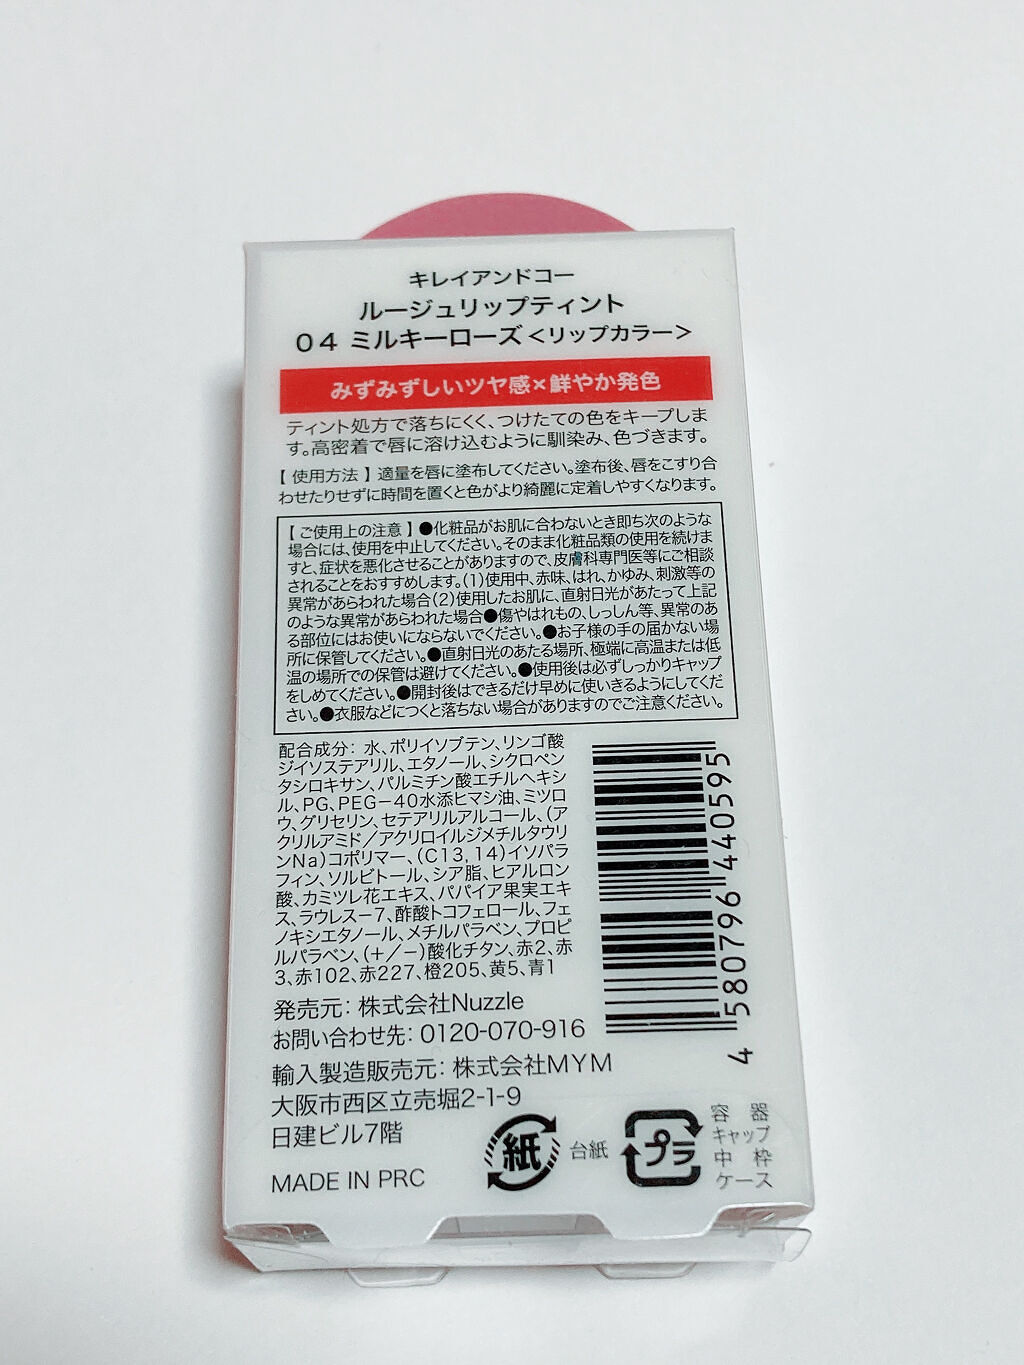 キレイアンドコー
ルージュリップティント
04 ミルキーローズ<リップカラー>
みずみずしいツヤ感×鮮やか発色
ティント処方で落ちにくく、つけたての色をキープしま
す。高密着で唇に溶け込むように馴染み、色づきます。
【 使用方法 】適量を唇に塗布してください。塗布後、唇をこすり合
わせたりせずに時間を置くと色がより綺麗に定着しやすくなります。
【 ご使用上の注意 】●化粧品がお肌に合わないとき即ち次のような
場合には、使用を中止してください。そのまま化粧品類の使用を続けま
すと、症状を悪化させることがありますので、皮膚科専門医等にご相談
されることをおすすめします。(1)使用中、赤味、はれ、かゆみ、刺激等の
異常があらわれた場合(2)使用したお肌に、直射日光があたって上記
のような異常があらわれた場合●傷やはれもの、しっしん等、異常のあ
る部位にはお使いにならないでください。●お子様の手の届かない場
所に保管してください。●直射日光のあたる場所、極端に高温または低
温の場所での保管は避けてください。●使用後は必ずしっかりキャップ
をしめてください。●開封後はできるだけ早めに使いきるようにしてくだ
さい。●衣服などにつくと落ちない場合がありますのでご注意ください。
配合成分: 水、ポリイソブテン、リンゴ酸
ジイソステアリル、エタノール、シクロペン
タシロキサン、パルミチン酸エチルヘキシ
ル、PG、PEG-40水添ヒマシ油、ミツロ
ウ、グリセリン、セテアリルアルコール、(ア
クリルアミド/アクリロイルジメチルタウリ
ンNa)コポリマー、(C13,14)イソパラ
フィン、ソルビトール、シア脂、ヒアルロン
酸、カミツレ花エキス、パパイア果実エキ
ス、ラウレス-7、酢酸トコフェロール、フェ
ノキシエタノール、メチルパラベン、プロピ
ルパラベン、(+/-)酸化チタン、赤2、赤
3、赤102、赤227、橙205、黄5、青1
4 580796 440595
発売元: 株式会社Nuzzle
お問い合わせ先: 0120-070-916
輸入製造販売元: 株式会社MYM
大阪市西区立売堀2-1-9
日建ビル7階
MADE IN PRC
紙
台紙
プラ
容 器
キャップ
中 枠
ケース